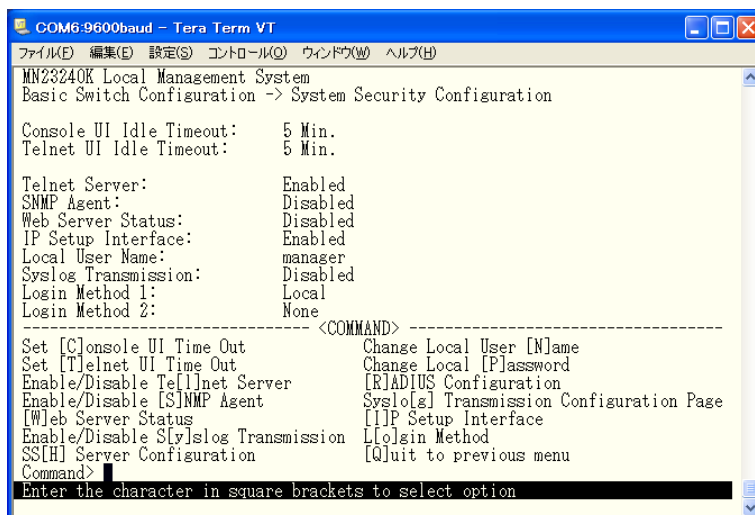 COM6:9600baud - Tera Term VT
ファイル(F) 編集(E) 設定(S) コントロール(O) ウィンドウ(W) ヘルプ(H)
MN23240K Local Management System
Basic Switch Configuration -> System Security Configuration
Console UI Idle Timeout: 5 Min.
Telnet UI Idle Timeout: 5 Min.
Telnet Server: Enabled
SNMP Agent: Disabled
Web Server Status: Disabled
IP Setup Interface: Enabled
Local User Name: manager
Syslog Transmission: Disabled
Login Method 1: Local
Login Method 2: None
-------------------------------- <COMMAND> -----------------------------------
Set [C]onsole UI Time Out Change Local User [N]ame
Set [T]elnet UI Time Out Change Local [P]assword
Enable/Disable Te[l]net Server [R]ADIUS Configuration
Enable/Disable [S]NMP Agent Syslo[g] Transmission Configuration Page
[W]eb Server Status [I]P Setup Interface
Enable/Disable S[y]slog Transmission L[o]gin Method
SS[H] Server Configuration [Q]uit to previous menu
Command>
Enter the character in square brackets to select option